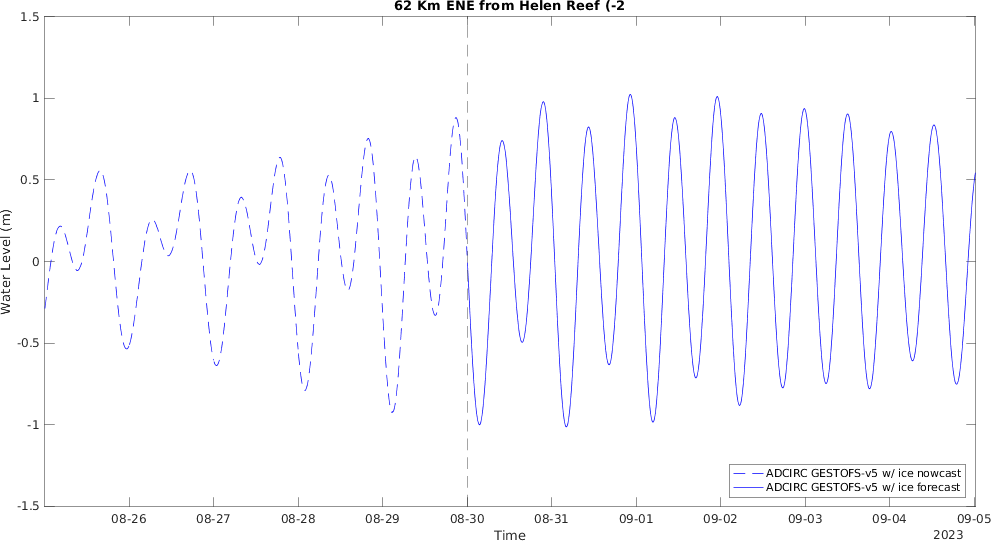 62 Km ENE from Helen Reef (-2
1.5
1
0.5
0
-0.5
-1
-1.5
Water Level (m)
ADCIRC GESTOFS-v5 w/ ice nowcast
ADCIRC GESTOFS-v5 w/ ice forecast
08-26 08-27 08-28 08-29 08-30 08-31 09-01 09-02 09-03 09-04 09-05
Time
2023